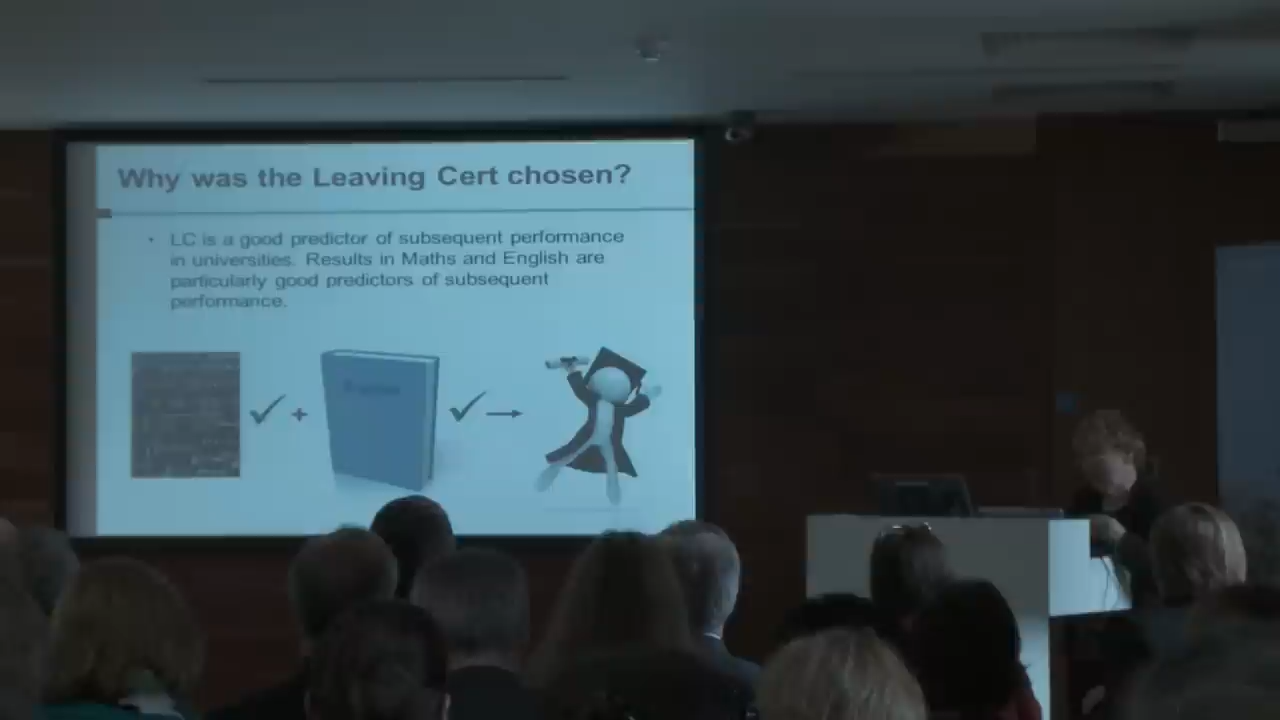 Why was the Leaving Cert chosen?
• LC is a good predictor of subsequent performance
in universities. Results in Maths and English are
particularly good predictors of subsequent
performance.